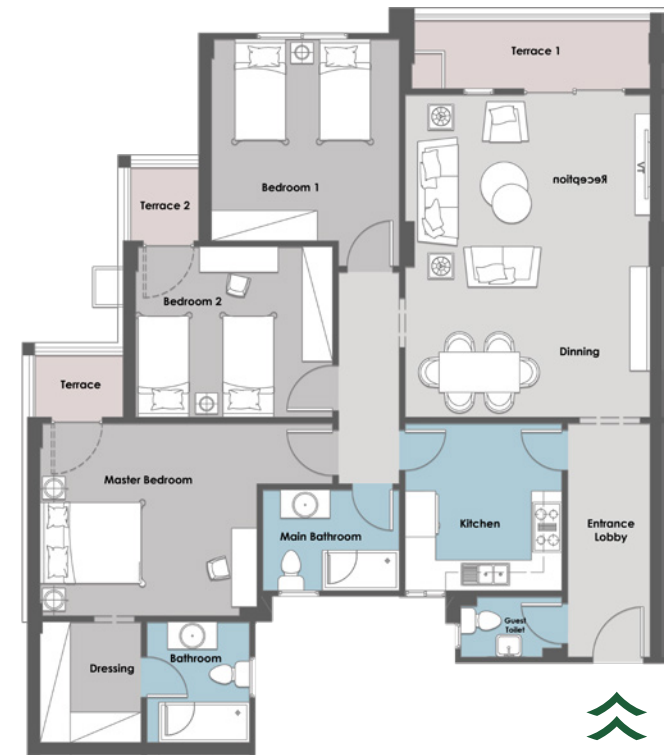 Terrace 1
Bedroom 1
Reception
TV
Terrace 2
Bedroom 2
Dinning
Terrace
Master Bedroom
Main Bathroom
Kitchen
Entrance
Lobby
Guest
Toilet
Dressing
Bathroom